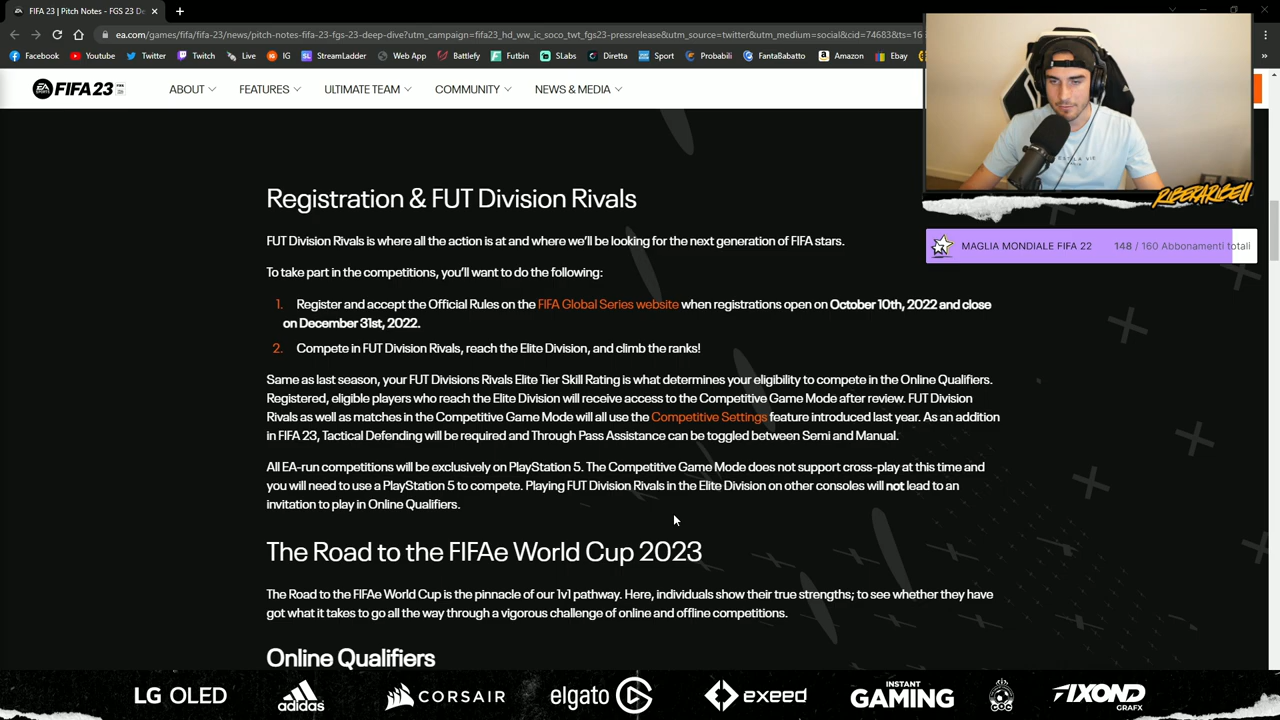 FIFA 23 | Pitch Notes - FGS 23 De
ea.com/games/fifa/fifa-23/news/pitch-notes-fifa-23-fgs-23-deep-dive?utm_campaign=fifa23_hd_ww_ic_soco_twt_fgs23-pressrelease&utm_source=twitter&utm_medium=social&cid=74683&ts=16
Facebook Youtube Twitter Twitch Live IG StreamLadder Web App Battlefy Futbin Diretta Sport Probabili FantaBabatto Amazon Ebay
EA SPORTS FIFA 23 ABOUT FEATURES ULTIMATE TEAM COMMUNITY NEWS & MEDIA
RIBERARIBELL
MAGLIA MONDIALE FIFA 22 148 / 160 Abbonamenti totali
Registration & FUT Division Rivals
FUT Division Rivals is where all the action is at and where we'll be looking for the next generation of FIFA stars.
To take part in the competitions, you'll want to do the following:
1. Register and accept the Official Rules on the FIFA Global Series website when registrations open on October 10th, 2022 and close
on December 31st, 2022.
2. Compete in FUT Division Rivals, reach the Elite Division, and climb the ranks!
Same as last season, your FUT Divisions Rivals Elite Tier Skill Rating is what determines your eligibility to compete in the Online Qualifiers.
Registered, eligible players who reach the Elite Division will receive access to the Competitive Game Mode after review. FUT Division
Rivals as well as matches in the Competitive Game Mode will all use the Competitive Settings feature introduced last year. As an addition
in FIFA 23, Tactical Defending will be required and Through Pass Assistance can be toggled between Semi and Manual.
All EA-run competitions will be exclusively on PlayStation 5. The Competitive Game Mode does not support cross-play at this time and
you will need to use a PlayStation 5 to compete. Playing FUT Division Rivals in the Elite Division on other consoles will not lead to an
invitation to play in Online Qualifiers.
The Road to the FIFAe World Cup 2023
The Road to the FIFAe World Cup is the pinnacle of our 1v1 pathway. Here, individuals show their true strengths; to see whether they have
got what it takes to go all the way through a vigorous challenge of online and offline competitions.
Online Qualifiers
LG OLED adidas CORSAIR elgato exeed INSTANT GAMING FIXOND GRAFX